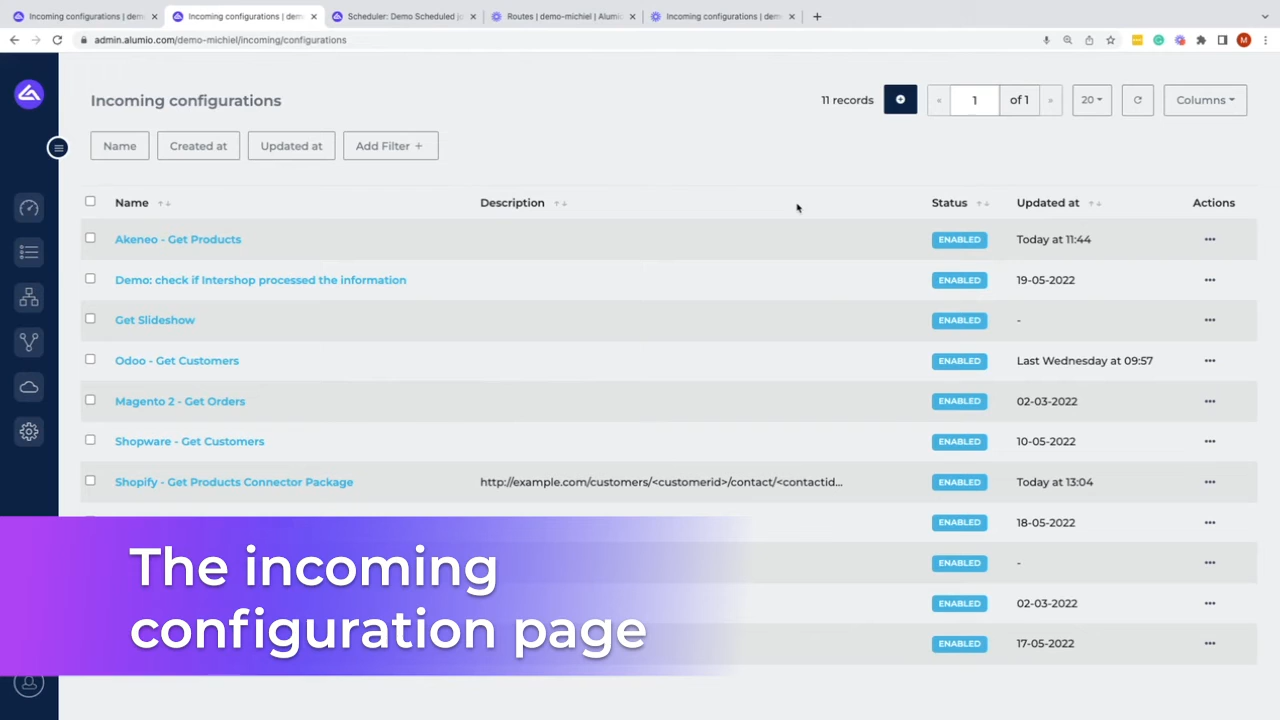 Incoming configurations | demo
Incoming configurations | demo
Scheduler: Demo Scheduled jo
Routes | demo-michiel | Alumio
Incoming configurations | demo
admin.alumio.com/demo-michiel/incoming/configurations
M
Incoming configurations
11 records
1
of 1
20
Columns
Name
Created at
Updated at
Add Filter +
Name
Description
Status
Updated at
Actions
Akeneo - Get Products
ENABLED
Today at 11:44
Demo: check if Intershop processed the information
ENABLED
19-05-2022
Get Slideshow
ENABLED
-
Odoo - Get Customers
ENABLED
Last Wednesday at 09:57
Magento 2 - Get Orders
ENABLED
02-03-2022
Shopware - Get Customers
ENABLED
10-05-2022
Shopify - Get Products Connector Package
http://example.com/customers/<customerid>/contact/<contactid...
ENABLED
Today at 13:04
ENABLED
18-05-2022
ENABLED
-
ENABLED
02-03-2022
ENABLED
17-05-2022
The incoming
configuration page